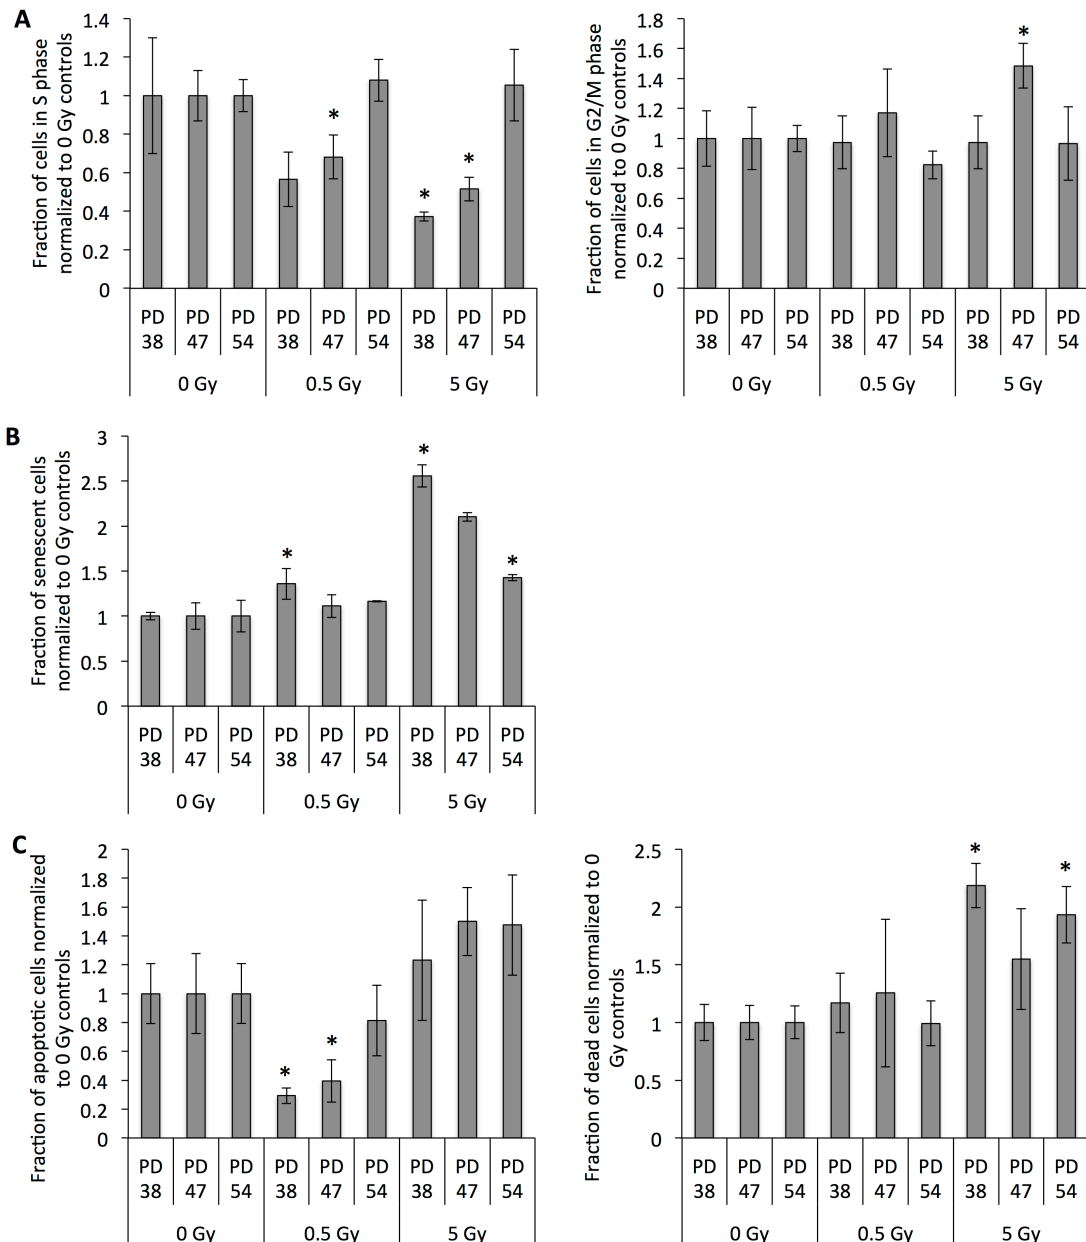 A
Fraction of cells in S phase
normalized to 0 Gy controls
1.4
1.2
1
0.8
0.6
0.4
0.2
0
*
*
*
PD PD PD PD PD PD PD PD PD
38 47 54 38 47 54 38 47 54
0 Gy 0.5 Gy 5 Gy
Fraction of cells in G2/M phase
normalized to 0 Gy controls
1.8
1.6
1.4
1.2
1
0.8
0.6
0.4
0.2
0
*
PD PD PD PD PD PD PD PD PD
38 47 54 38 47 54 38 47 54
0 Gy 0.5 Gy 5 Gy
B
Fraction of senescent cells
normalized to 0 Gy controls
3
2.5
2
1.5
1
0.5
0
*
*
*
PD PD PD PD PD PD PD PD PD
38 47 54 38 47 54 38 47 54
0 Gy 0.5 Gy 5 Gy
C
Fraction of apoptotic cells normalized
to 0 Gy controls
2
1.8
1.6
1.4
1.2
1
0.8
0.6
0.4
0.2
0
*
*
PD PD PD PD PD PD PD PD PD
38 47 54 38 47 54 38 47 54
0 Gy 0.5 Gy 5 Gy
Fraction of dead cells normalized to 0
Gy controls
2.5
2
1.5
1
0.5
0
*
*
PD PD PD PD PD PD PD PD PD
38 47 54 38 47 54 38 47 54
0 Gy 0.5 Gy 5 Gy